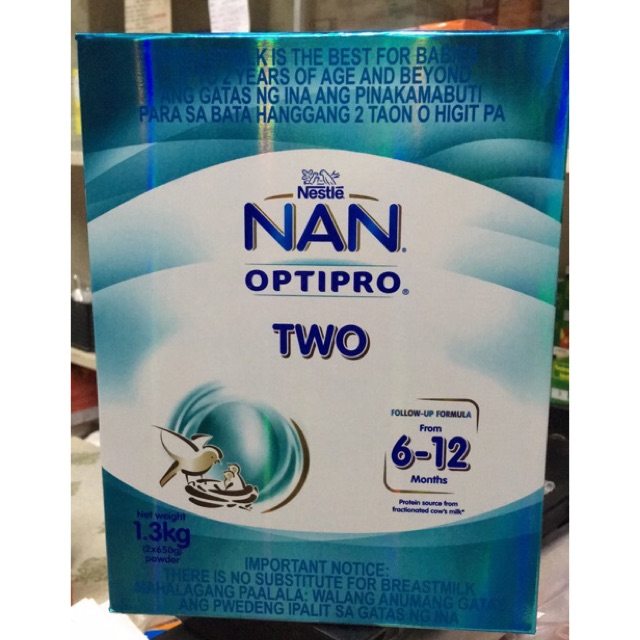 K IS THE BEST FOR BABIES
2 YEARS OF AGE AND BEYOND
ANG GATAS NG INA ANG PINAKAMABUTI
PARA SA BATA HANGGANG 2 TAON O HIGIT PA
Nestlé
NAN
OPTIPRO®
TWO
FOLLOW-UP FORMULA
From
6-12
Months
Protein source from
fractionated cow's milk*
Net weight
1.3kg
(2x650g)
powder
IMPORTANT NOTICE:
THERE IS NO SUBSTITUTE FOR BREASTMILK
MAHALAGANG PAALALA: WALANG ANUMANG GATAS
ANG PWEDENG IPALIT SA GATAS NG INA